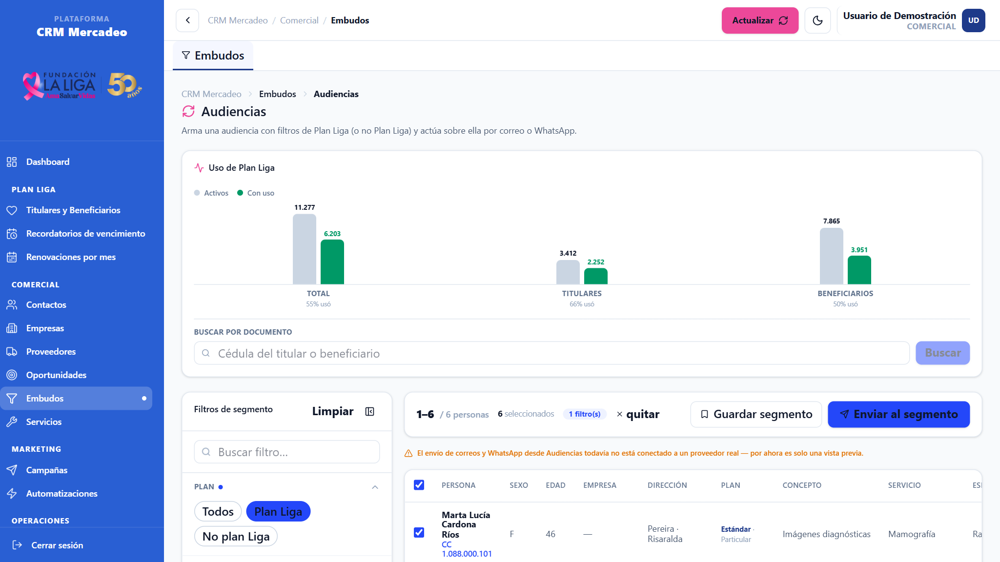 PLATAFORMA
CRM Mercadeo
FUNDACIÓN
LA LIGA
AmaSalvarVidas
50 años
Dashboard
PLAN LIGA
Titulares y Beneficiarios
Recordatorios de vencimiento
Renovaciones por mes
COMERCIAL
Contactos
Empresas
Proveedores
Oportunidades
Embudos
Servicios
MARKETING
Campañas
Automatizaciones
OPERACIONES
Cerrar sesión
CRM Mercadeo / Comercial / Embudos
Actualizar
Usuario de Demostración
COMERCIAL
UD
Embudos
CRM Mercadeo > Embudos > Audiencias
Audiencias
Arma una audiencia con filtros de Plan Liga (o no Plan Liga) y actúa sobre ella por correo o WhatsApp.
Uso de Plan Liga
Activos Con uso
11.277
6.203
TOTAL
55% usó
3.412
2.252
TITULARES
66% usó
7.865
3.951
BENEFICIARIOS
50% usó
BUSCAR POR DOCUMENTO
Cédula del titular o beneficiario
Buscar
Filtros de segmento
Limpiar
Buscar filtro...
PLAN
Todos
Plan Liga
No plan Liga
1–6 / 6 personas 6 seleccionados 1 filtro(s) × quitar
Guardar segmento
Enviar al segmento
El envío de correos y WhatsApp desde Audiencias todavía no está conectado a un proveedor real — por ahora es solo una vista previa.
PERSONA SEXO EDAD EMPRESA DIRECCIÓN PLAN CONCEPTO SERVICIO ESI
Marta Lucía
Cardona
Ríos
CC
1.088.000.101
F
46
—
Pereira ·
Risaralda
Estándar ·
Particular
Imágenes diagnósticas
Mamografía
Ra